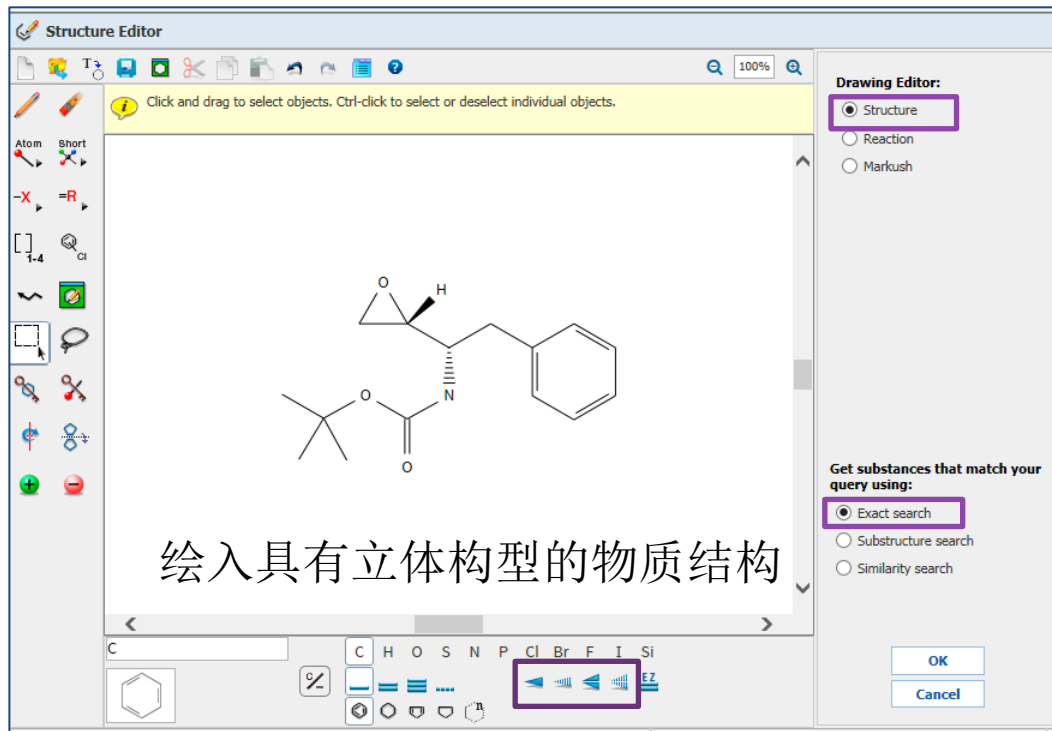 Structure Editor
100%
Click and drag to select objects. Ctrl-click to select or deselect individual objects.
Drawing Editor:
Structure
Reaction
Markush
Atom
Short
-X
=R
[ ] 1-4
Cl
O
H
O
N
O
绘入具有立体构型的物质结构
Get substances that match your
query using:
Exact search
Substructure search
Similarity search
C
C H O S N P Cl Br F I Si
EZ
n
OK
Cancel